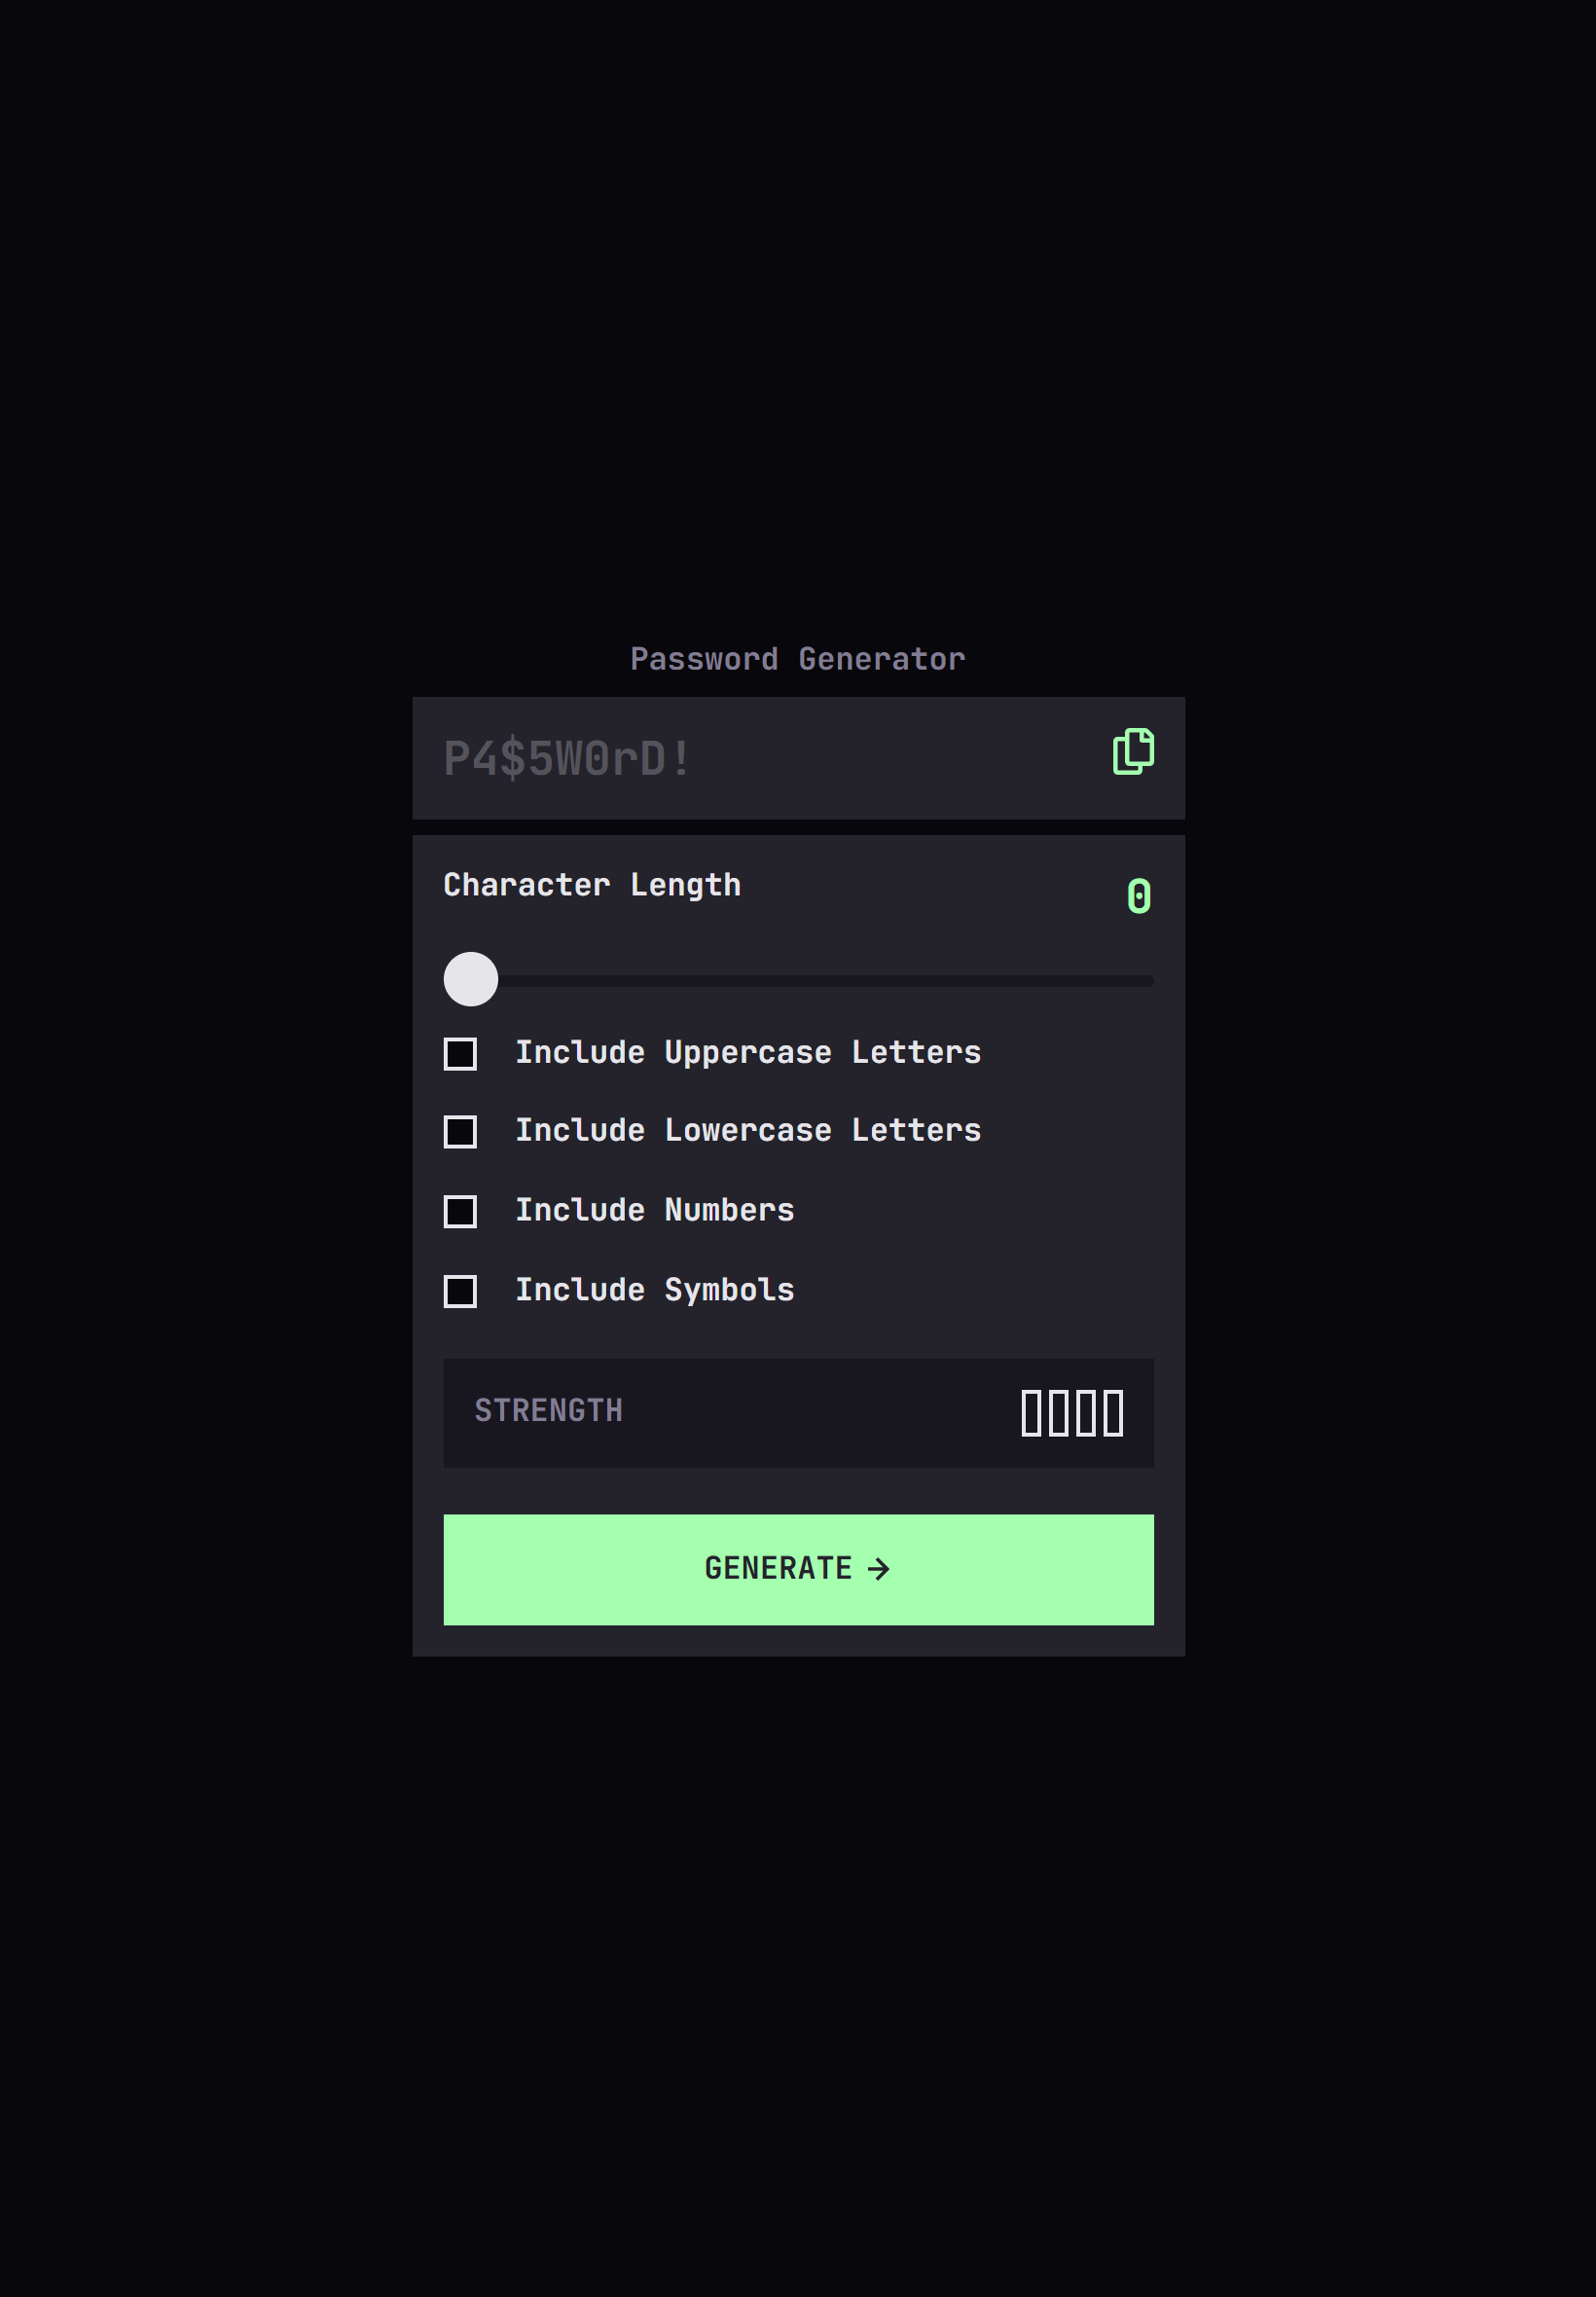 Password Generator
P4$5W0rD!
Character Length
0
Include Uppercase Letters
Include Lowercase Letters
Include Numbers
Include Symbols
STRENGTH
GENERATE →